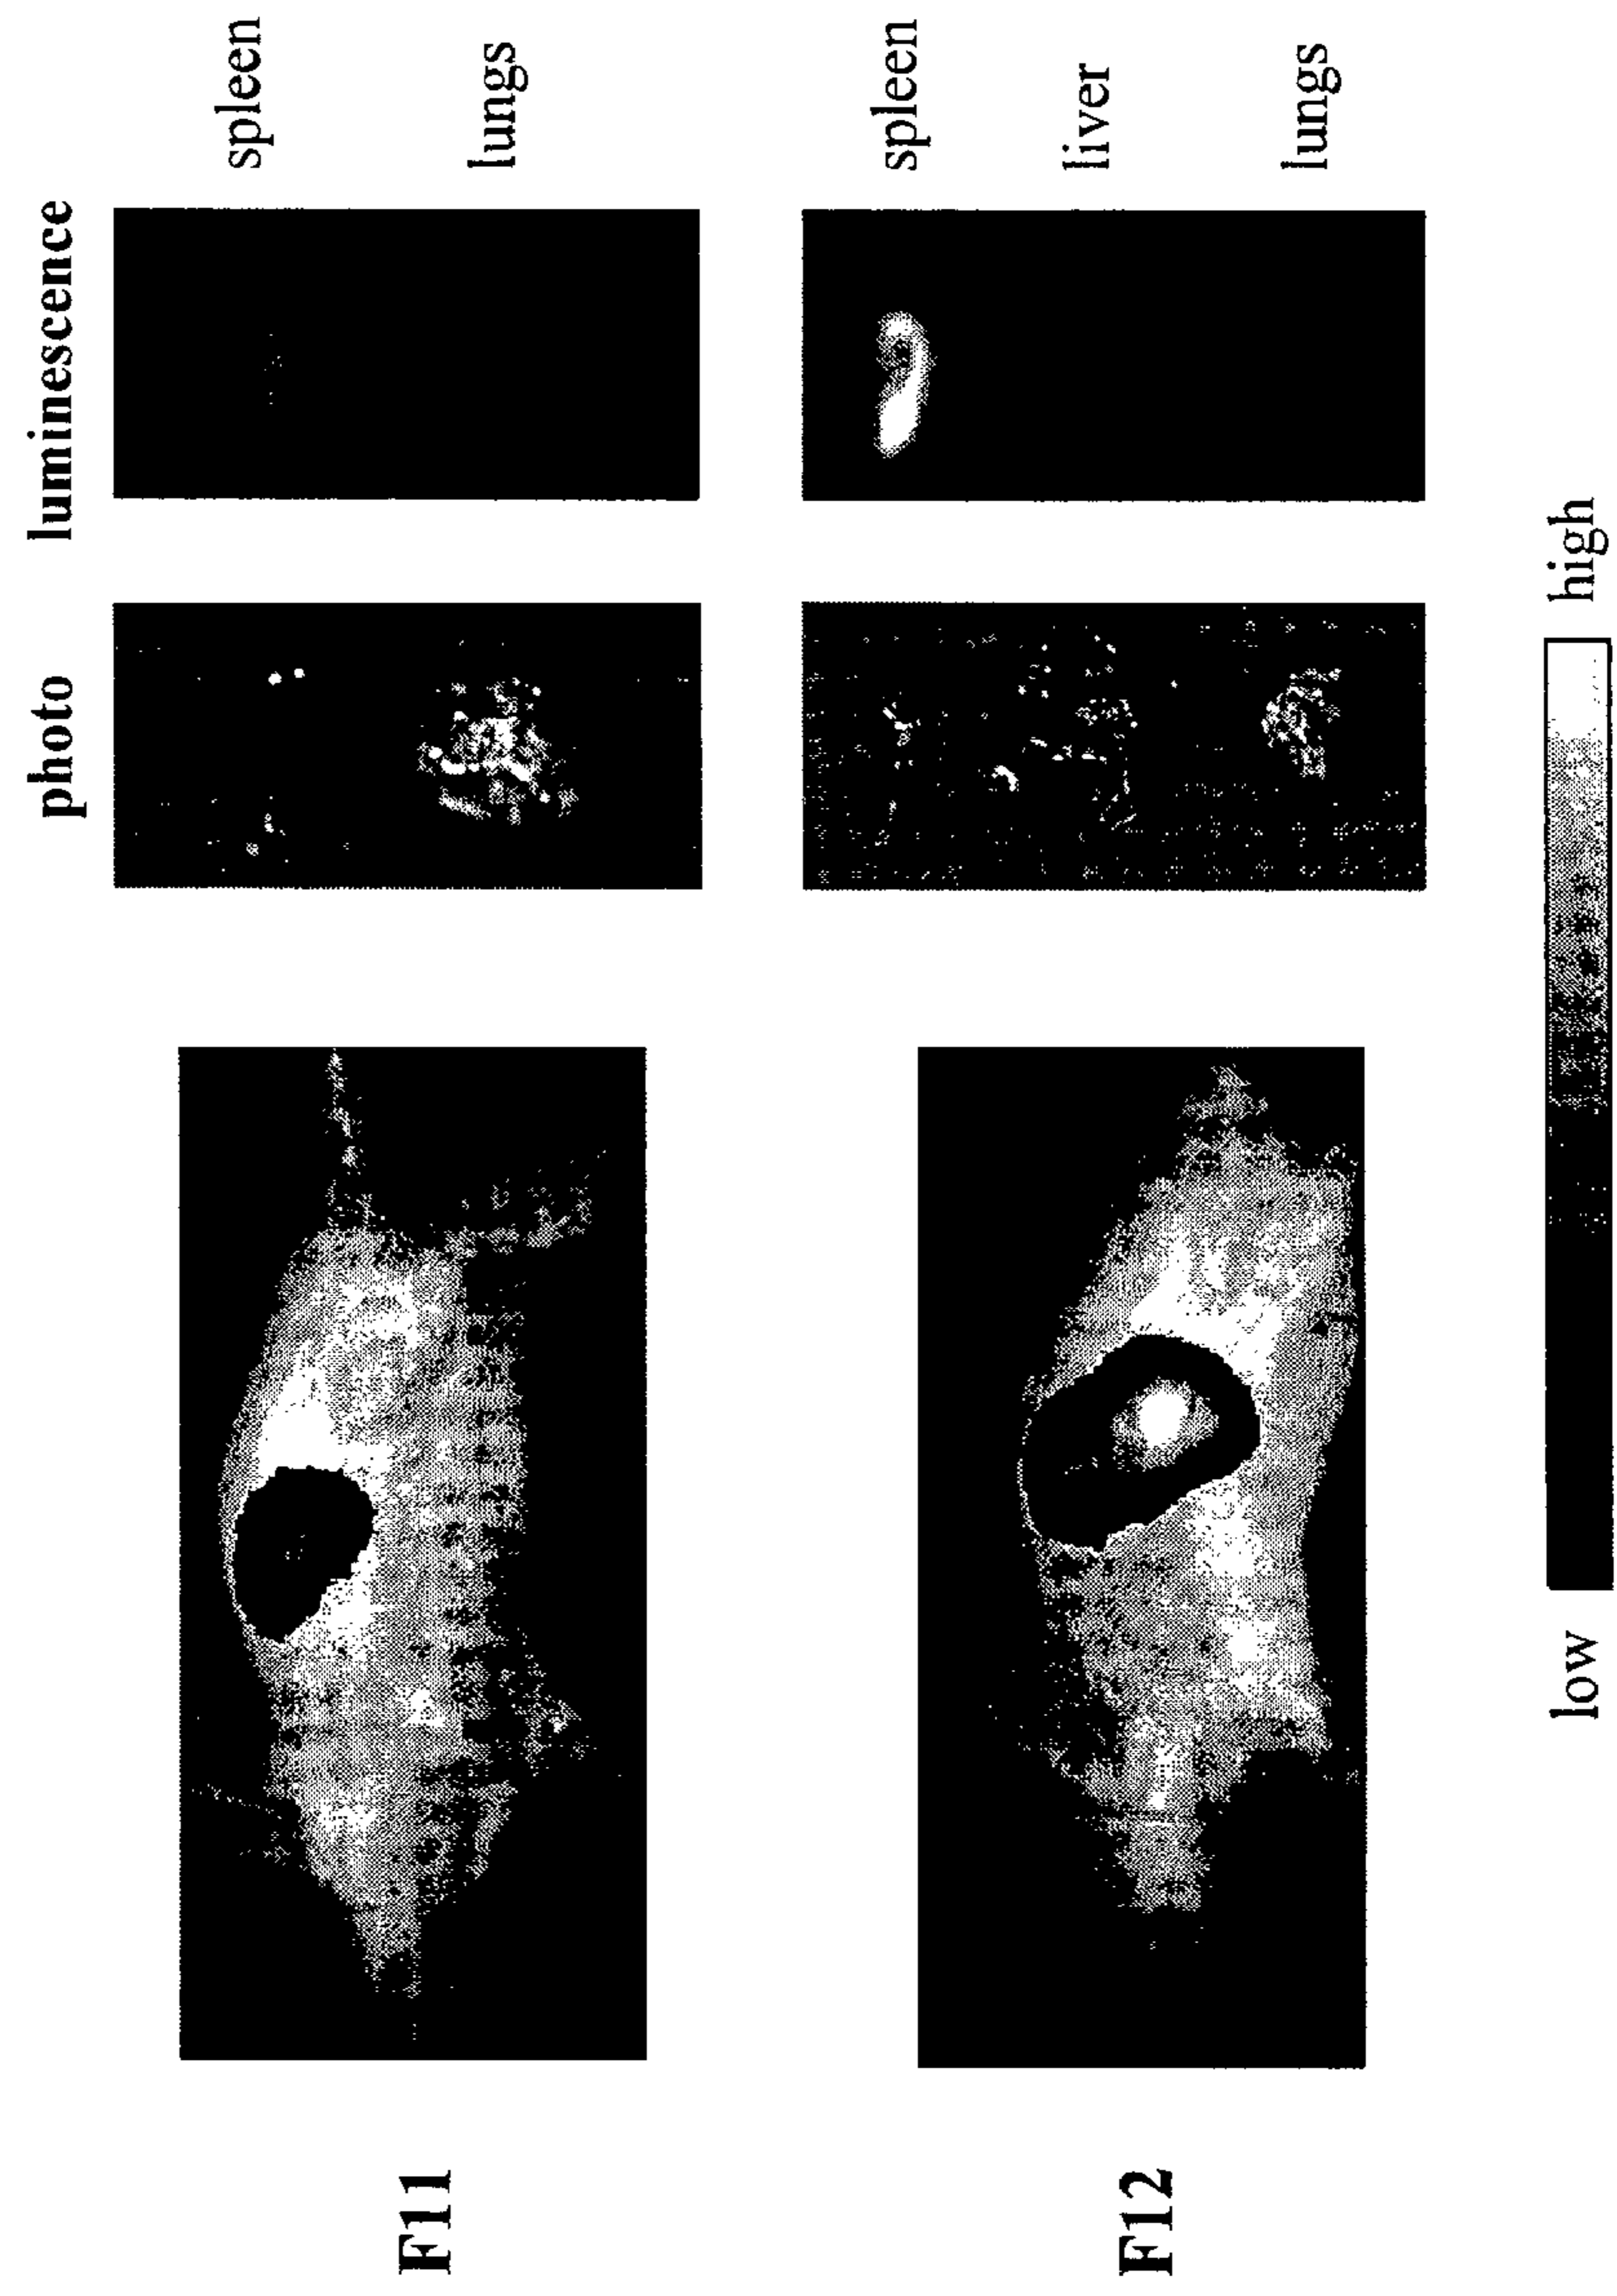 photo
luminescence
F11
spleen
lungs
F12
spleen
liver
lungs
low
high